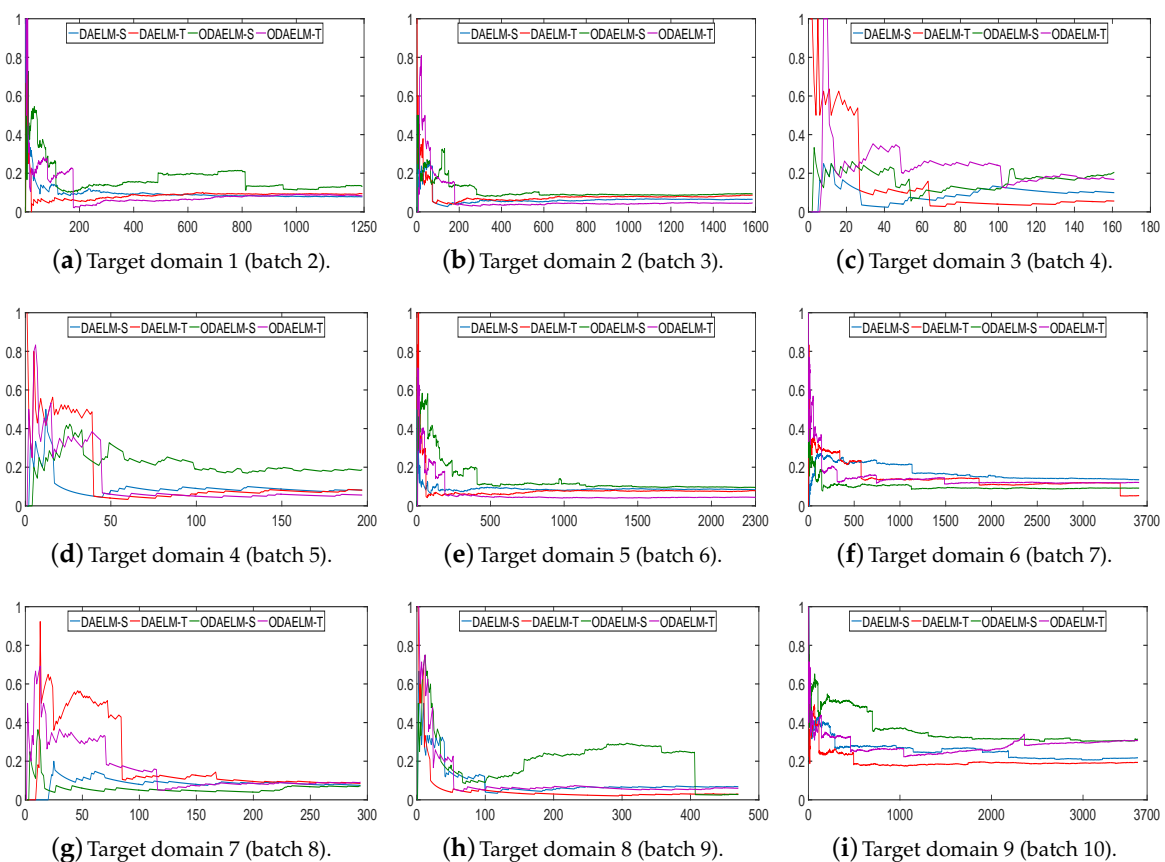 DAELM-S DAELM-T ODAELM-S ODAELM-T
1
0.8
0.6
0.4
0.2
0
200 400 600 800 1000 1245
(a) Target domain 1 (batch 2).
DAELM-S DAELM-T ODAELM-S ODAELM-T
1
0.8
0.6
0.4
0.2
0
0 200 400 600 800 1000 1200 1400 1600
(b) Target domain 2 (batch 3).
DAELM-S DAELM-T ODAELM-S ODAELM-T
1
0.8
0.6
0.4
0.2
0
0 20 40 60 80 100 120 140 160 180
(c) Target domain 3 (batch 4).
DAELM-S DAELM-T ODAELM-S ODAELM-T
1
0.8
0.6
0.4
0.2
0
0 50 100 150 200
(d) Target domain 4 (batch 5).
DAELM-S DAELM-T ODAELM-S ODAELM-T
1
0.8
0.6
0.4
0.2
0
0 500 1000 1500 2000 2300
(e) Target domain 5 (batch 6).
DAELM-S DAELM-T ODAELM-S ODAELM-T
1
0.8
0.6
0.4
0.2
0
0 500 1000 1500 2000 2500 3000 3700
(f) Target domain 6 (batch 7).
DAELM-S DAELM-T ODAELM-S ODAELM-T
1
0.8
0.6
0.4
0.2
0
0 50 100 150 200 250 300
(g) Target domain 7 (batch 8).
DAELM-S DAELM-T ODAELM-S ODAELM-T
1
0.8
0.6
0.4
0.2
0
0 100 200 300 400 500
(h) Target domain 8 (batch 9).
DAELM-S DAELM-T ODAELM-S ODAELM-T
1
0.8
0.6
0.4
0.2
0
0 500 1000 1500 2000 2500 3000 3700
(i) Target domain 9 (batch 10).